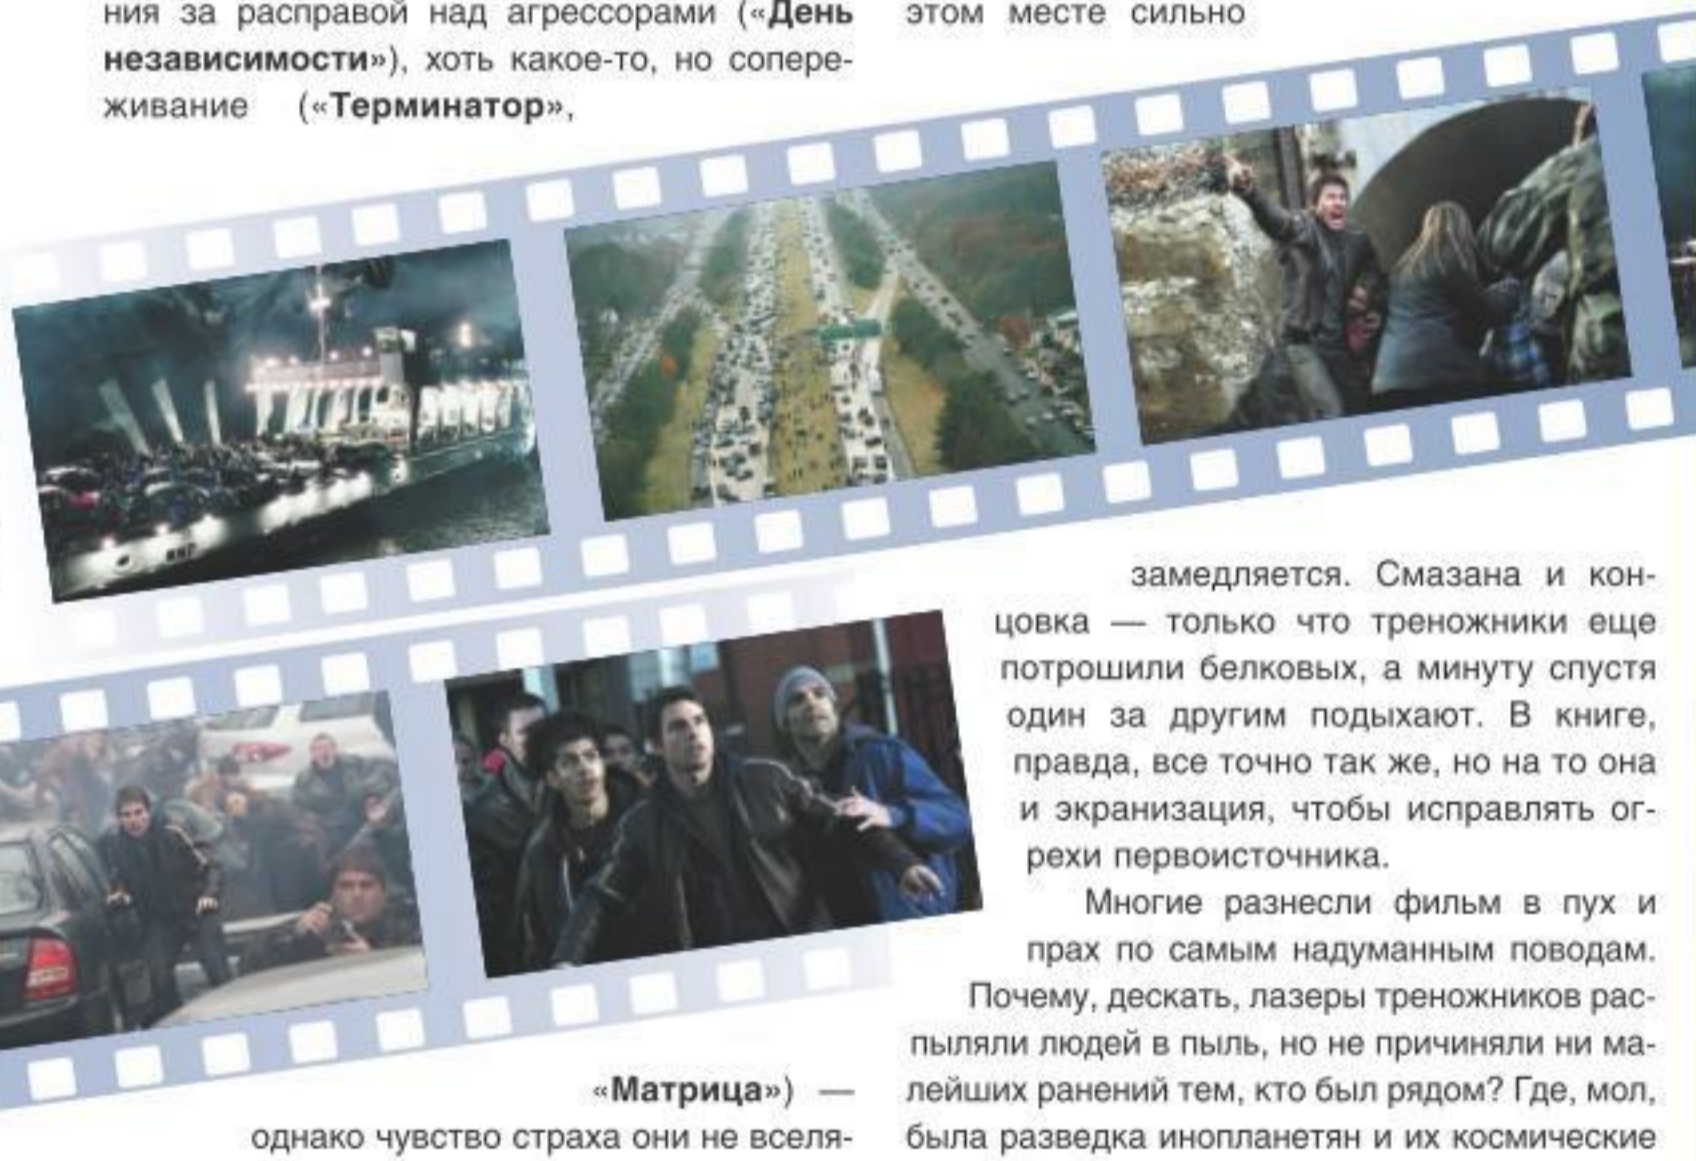 ния за расправой над агрессорами («День
независимости»), хоть какое-то, но сопере-
живание («Терминатор»,
«Матрица») —
однако чувство страха они не вселя-
этом месте сильно
замедляется. Смазана и кон-
цовка — только что треножники еще
потрошили белковых, а минуту спустя
один за другим подыхают. В книге,
правда, все точно так же, но на то она
и экранизация, чтобы исправлять ог-
рехи первоисточника.
Многие разнесли фильм в пух и
прах по самым надуманным поводам.
Почему, дескать, лазеры треножников рас-
пыляли людей в пыль, но не причиняли ни ма-
лейших ранений тем, кто был рядом? Где, мол,
была разведка инопланетян и их космические